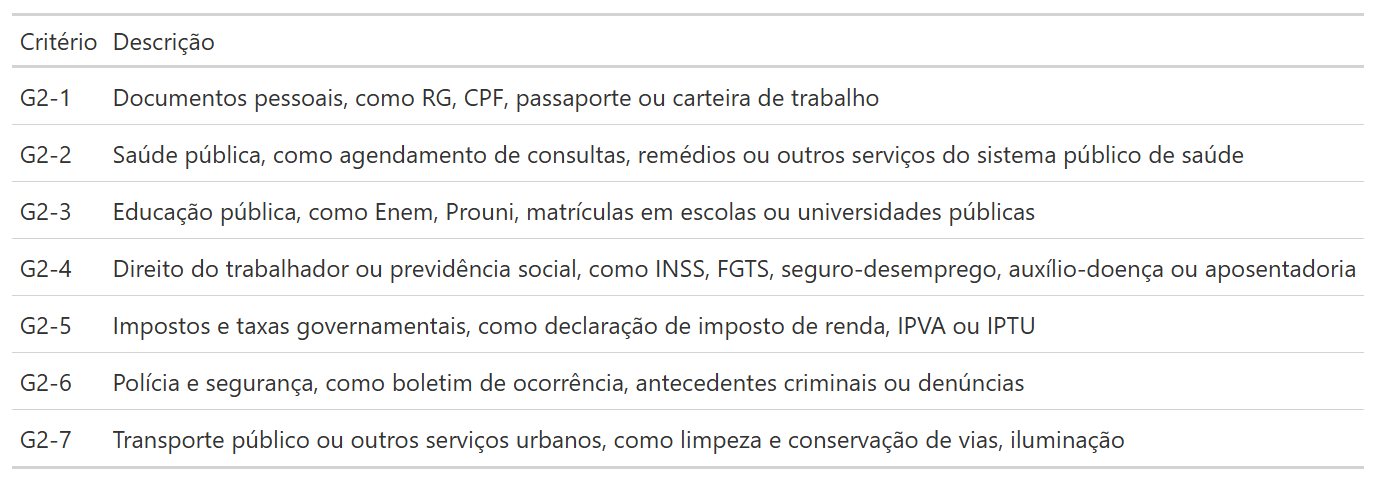 Critério Descrição
G2-1 Documentos pessoais, como RG, CPF, passaporte ou carteira de trabalho
G2-2 Saúde pública, como agendamento de consultas, remédios ou outros serviços do sistema público de saúde
G2-3 Educação pública, como Enem, Prouni, matrículas em escolas ou universidades públicas
G2-4 Direito do trabalhador ou previdência social, como INSS, FGTS, seguro-desemprego, auxílio-doença ou aposentadoria
G2-5 Impostos e taxas governamentais, como declaração de imposto de renda, IPVA ou IPTU
G2-6 Polícia e segurança, como boletim de ocorrência, antecedentes criminais ou denúncias
G2-7 Transporte público ou outros serviços urbanos, como limpeza e conservação de vias, iluminação